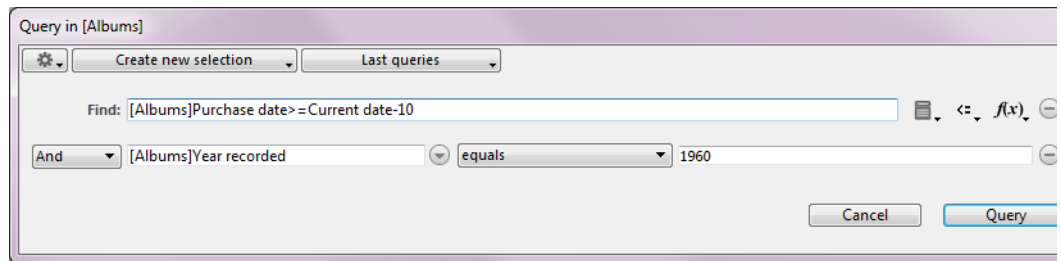 Query in [Albums]
Create new selection Last queries
Find: [Albums]Purchase date>=Current date-10 <= f(x)
And [Albums]Year recorded equals 1960
Cancel Query